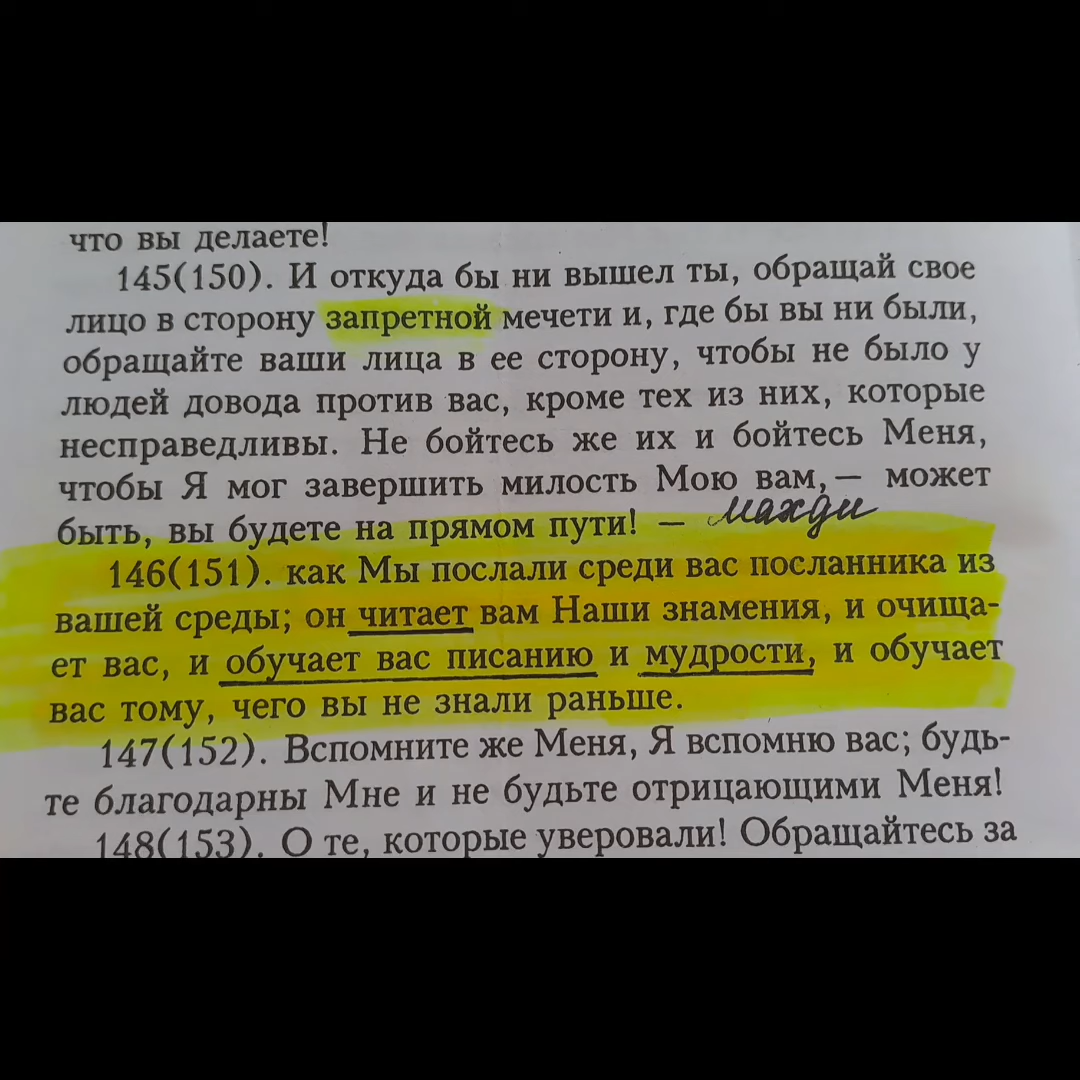 что вы делаете!
145(150). И откуда бы ни вышел ты, обращай свое
лицо в сторону запретной мечети и, где бы вы ни были,
обращайте ваши лица в ее сторону, чтобы не было у
людей довода против вас, кроме тех из них, которые
несправедливы. Не бойтесь же их и бойтесь Меня,
чтобы Я мог завершить милость Мою вам, — может
быть, вы будете на прямом пути! — махди
146(151). как Мы послали среди вас посланника из
вашей среды; он читает вам Наши знамения, и очища-
ет вас, и обучает вас писанию и мудрости, и обучает
вас тому, чего вы не знали раньше.
147(152). Вспомните же Меня, Я вспомню вас; будь-
те благодарны Мне и не будьте отрицающими Меня!
148(153). О те, которые уверовали! Обращайтесь за